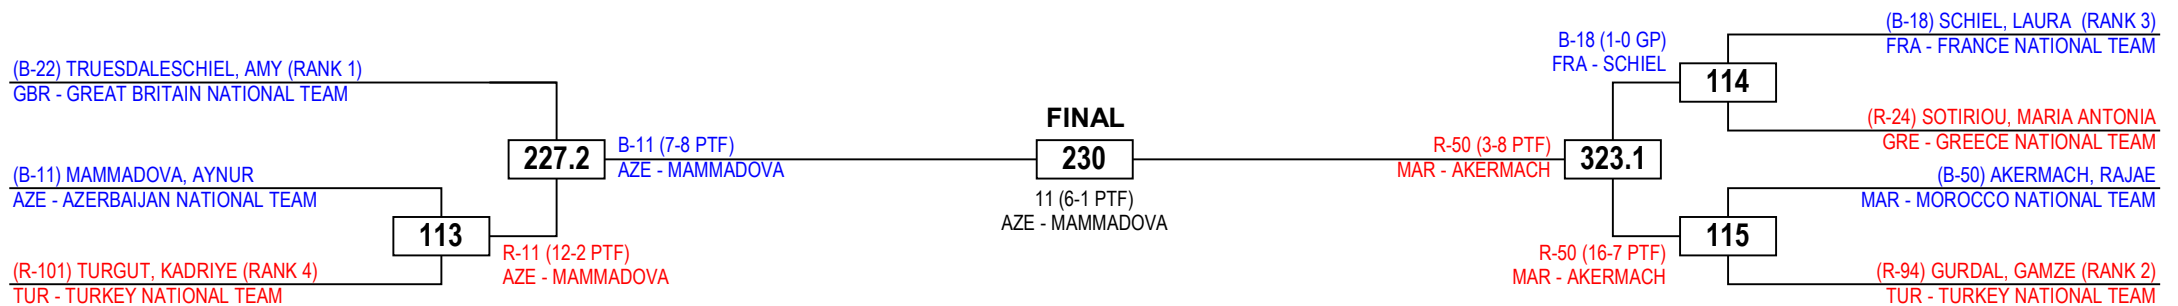 (B-22) TRUESDALESCHIEL, AMY (RANK 1)
GBR - GREAT BRITAIN NATIONAL TEAM
(B-11) MAMMADOVA, AYNUR
AZE - AZERBAIJAN NATIONAL TEAM
(R-101) TURGUT, KADRIYE (RANK 4)
TUR - TURKEY NATIONAL TEAM
113
R-11 (12-2 PTF)
AZE - MAMMADOVA
227.2
B-11 (7-8 PTF)
AZE - MAMMADOVA
FINAL
230
11 (6-1 PTF)
AZE - MAMMADOVA
R-50 (3-8 PTF)
MAR - AKERMACH
323.1
B-18 (1-0 GP)
FRA - SCHIEL
114
R-50 (16-7 PTF)
MAR - AKERMACH
115
(B-18) SCHIEL, LAURA  (RANK 3)
FRA - FRANCE NATIONAL TEAM
(R-24) SOTIRIOU, MARIA ANTONIA
GRE - GREECE NATIONAL TEAM
(B-50) AKERMACH, RAJAE
MAR - MOROCCO NATIONAL TEAM
(R-94) GURDAL, GAMZE (RANK 2)
TUR - TURKEY NATIONAL TEAM